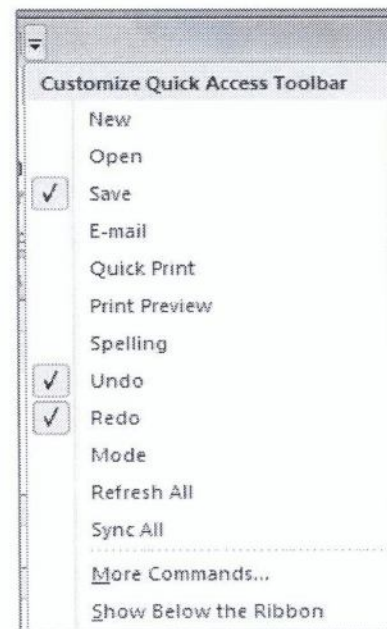 Customize Quick Access Toolbar
New
Open
Save
E-mail
Quick Print
Print Preview
Spelling
Undo
Redo
Mode
Refresh All
Sync All
More Commands...
Show Below the Ribbon